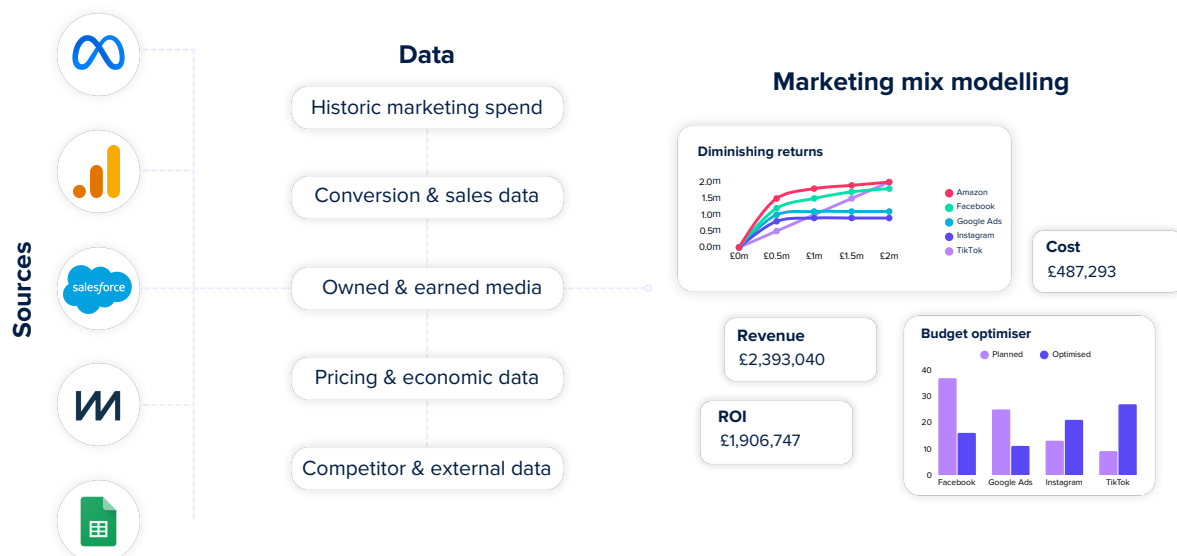 Sources
salesforce
Data
Historic marketing spend
Conversion & sales data
Owned & earned media
Pricing & economic data
Competitor & external data
Marketing mix modelling
Diminishing returns
2.0m
1.5m
1.0m
0.5m
0.0m
£0m £0.5m £1m £1.5m £2m
Amazon
Facebook
Google Ads
Instagram
TikTok
Cost
£487,293
Revenue
£2,393,040
ROI
£1,906,747
Budget optimiser
Planned Optimised
40
30
20
10
0
Facebook Google Ads Instagram TikTok